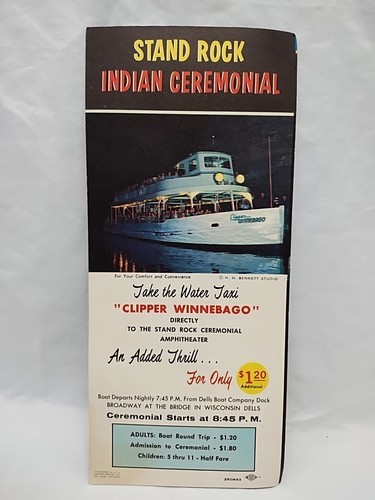 STAND ROCK
INDIAN CEREMONIAL
Clipper
WINNEBAGO
For Your Comfort and Convenience
© H. H. BENNETT STUDIO
Take the Water Taxi
"CLIPPER WINNEBAGO"
DIRECTLY
TO THE STAND ROCK CEREMONIAL
AMPHITHEATER
An Added Thrill...
For Only
$1.20
Additional!
Boat Departs Nightly 7:45 P.M. From Dells Boat Company Dock
BROADWAY AT THE BRIDGE IN WISCONSIN DELLS
Ceremonial Starts at 8:45 P.M.
ADULTS: Boat Round Trip - $1.20
Admission to Ceremonial - $1.80
Children: 5 thru 11 - Half Fare